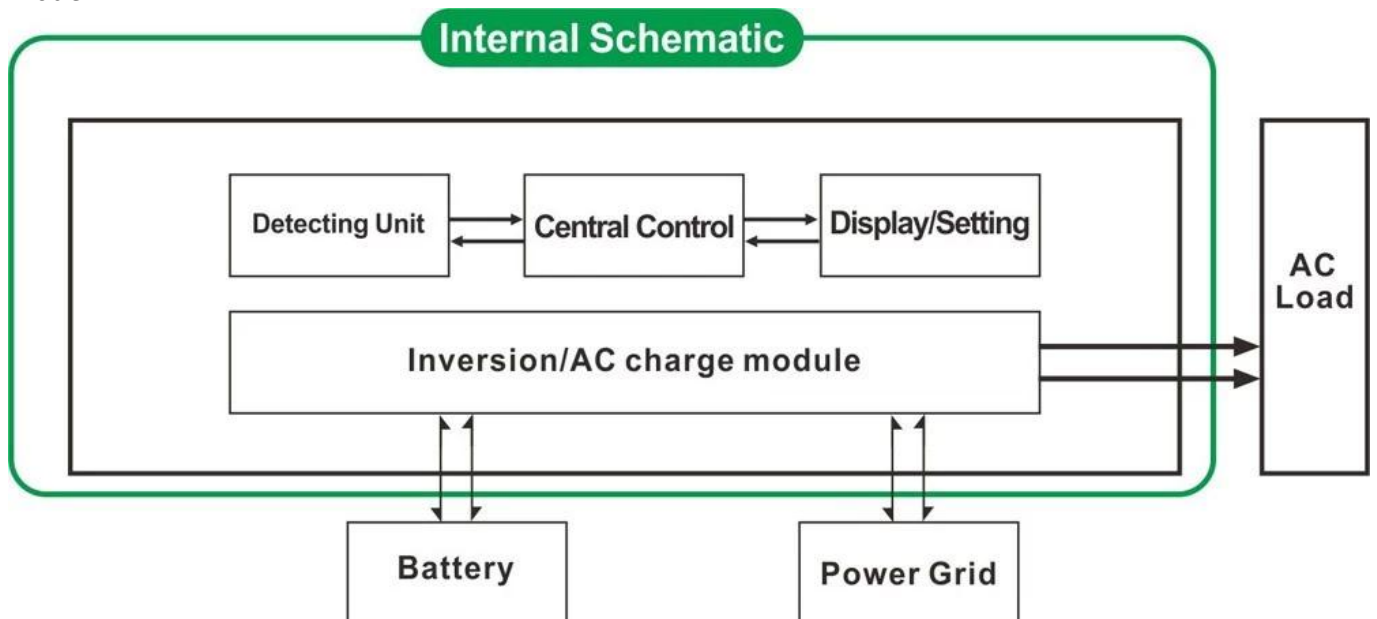 Internal Schematic
Detecting Unit
Central Control
Display/Setting
AC
Load
Inversion/AC charge module
Battery
Power Grid